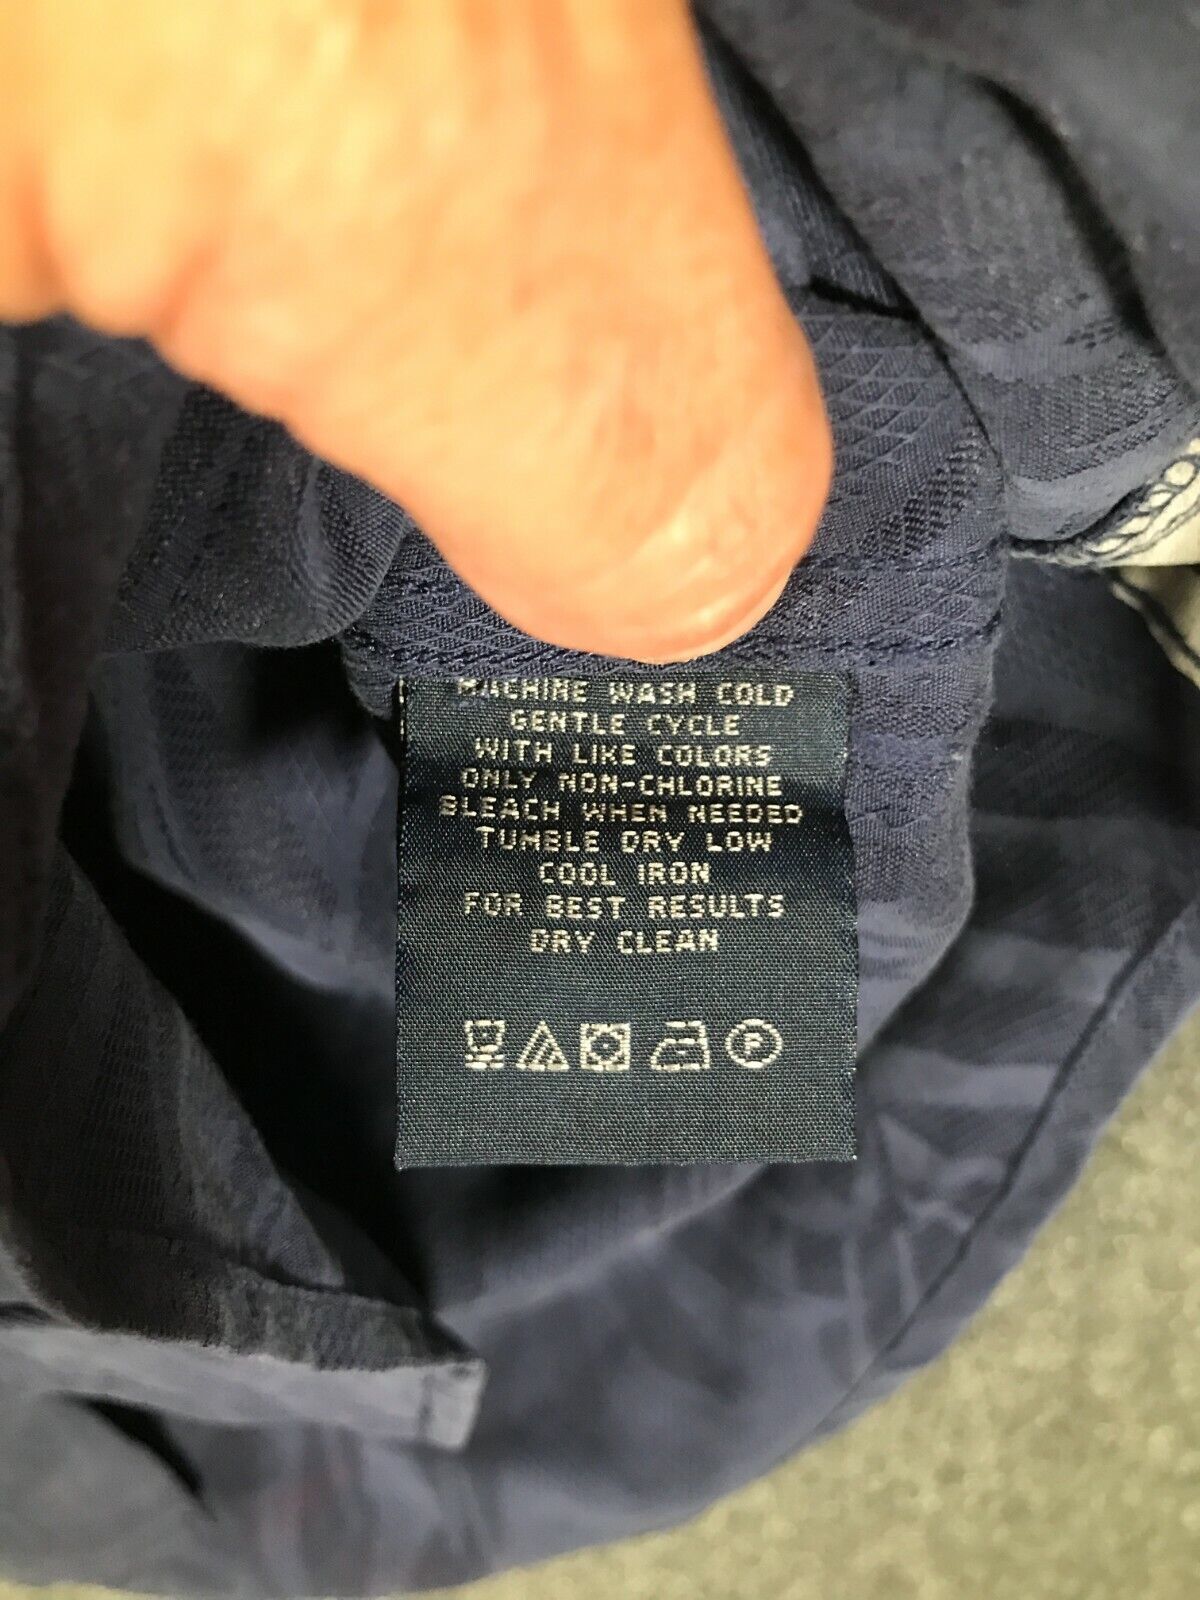 MACHINE WASH COLD
GENTLE CYCLE
WITH LIKE COLORS
ONLY NON-CHLORINE
BLEACH WHEN NEEDED
TUMBLE DRY LOW
COOL IRON
FOR BEST RESULTS
DRY CLEAN
P